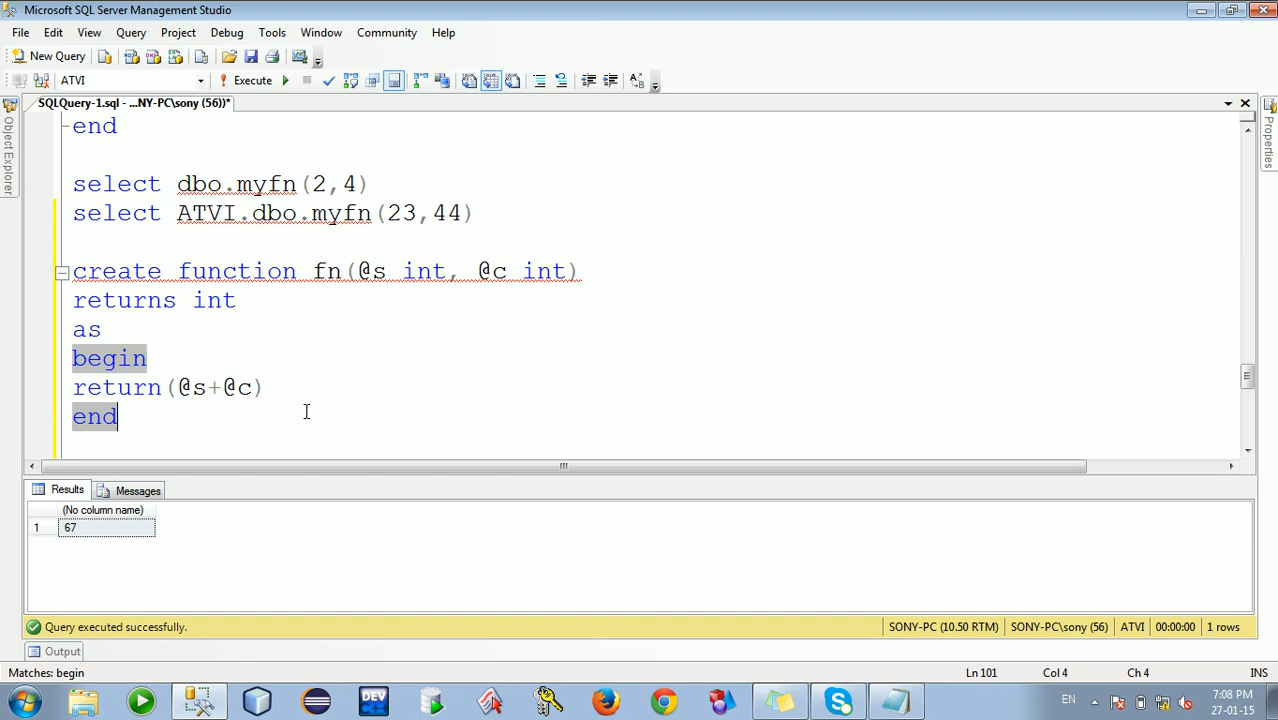 Microsoft SQL Server Management Studio
File Edit View Query Project Debug Tools Window Community Help
New Query
ATVI Execute
SQLQuery-1.sql - ...NY-PC\sony (56))*
Object Explorer
Properties
end
select dbo.myfn(2,4)
select ATVI.dbo.myfn(23,44)
create function fn(@s int, @c int)
returns int
as
begin
return(@s+@c)
end
Results Messages
(No column name)
1 67
Query executed successfully. SONY-PC (10.50 RTM) SONY-PC\sony (56) ATVI 00:00:00 1 rows
Output
Matches: begin Ln 101 Col 4 Ch 4 INS
DEV
EN 7:08 PM
27-01-15